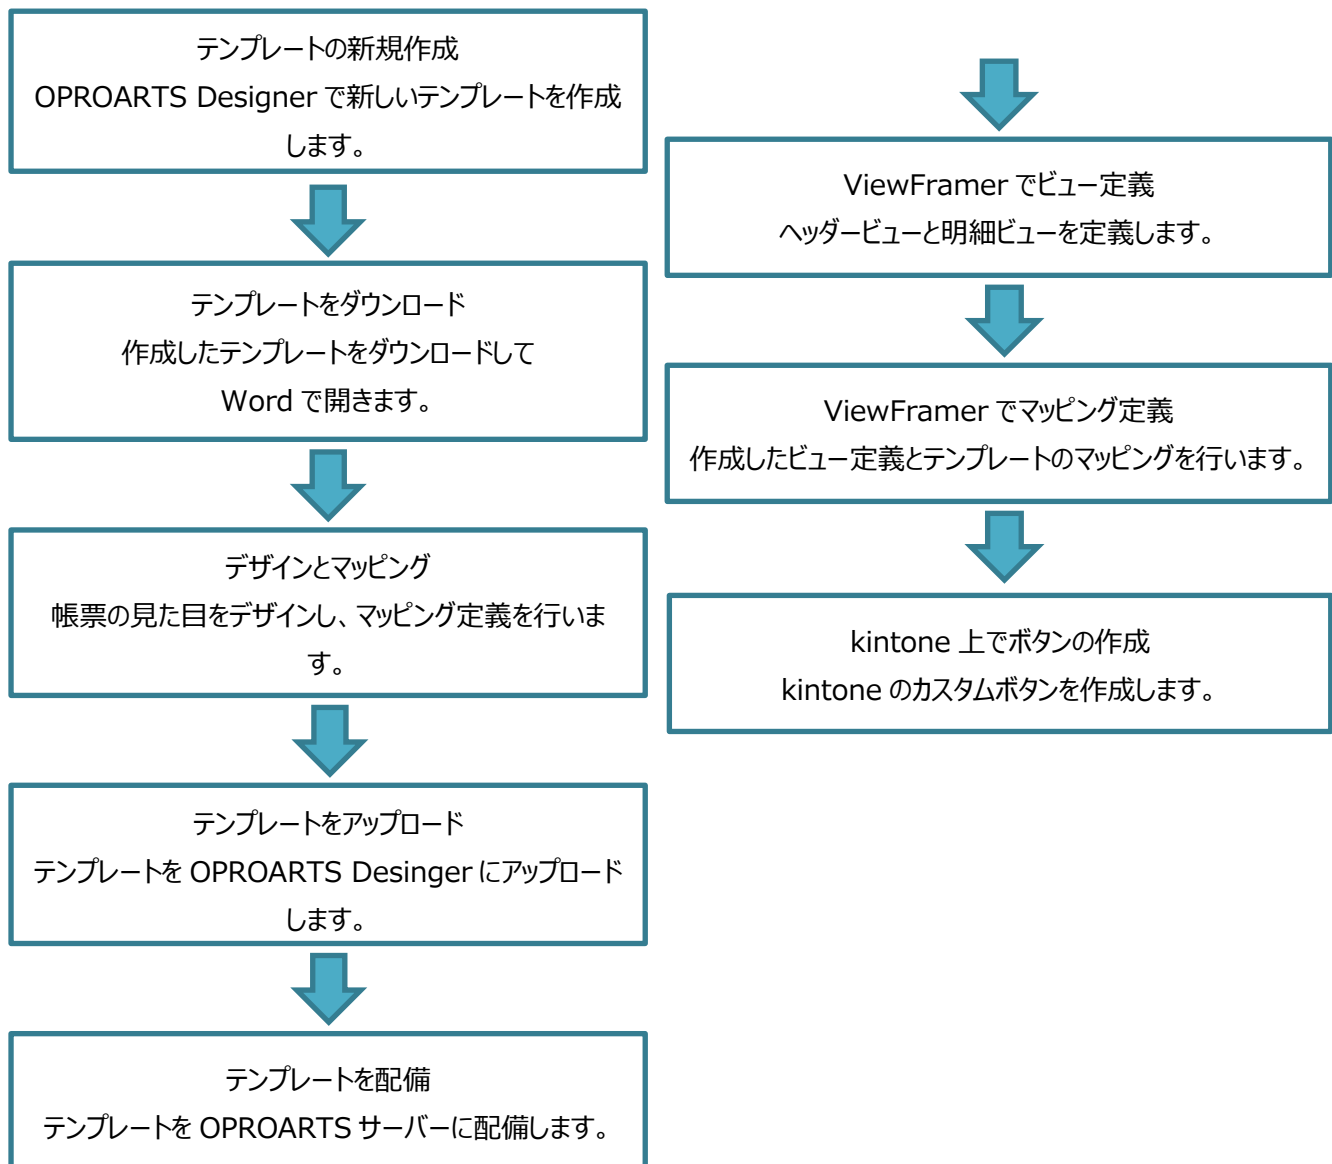 テンプレートの新規作成
OPROARTS Designer で新しいテンプレートを作成
します。
テンプレートをダウンロード
作成したテンプレートをダウンロードして
Word で開きます。
デザインとマッピング
帳票の見た目をデザインし、マッピング定義を行いま
す。
テンプレートをアップロード
テンプレートを OPROARTS Desinger にアップロード
します。
テンプレートを配備
テンプレートを OPROARTS サーバーに配備します。
ViewFramer でビュー定義
ヘッダービューと明細ビューを定義します。
ViewFramer でマッピング定義
作成したビュー定義とテンプレートのマッピングを行います。
kintone 上でボタンの作成
kintone のカスタムボタンを作成します。